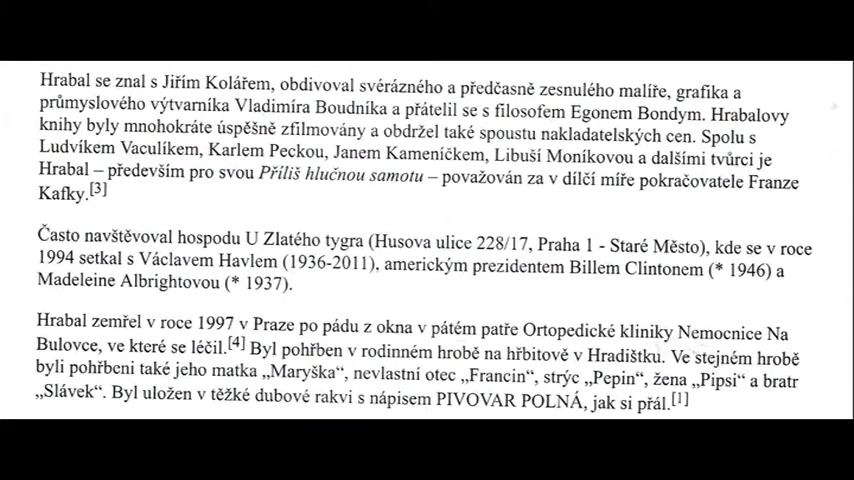 Hrabal se znal s Jiřím Kolářem, obdivoval svérázného a předčasně zesnulého malíře, grafika a
průmyslového výtvarníka Vladimíra Boudníka a přátelil se s filosofem Egonem Bondym. Hrabalovy
knihy byly mnohokráte úspěšně zfilmovány a obdržel také spoustu nakladatelských cen. Spolu s
Ludvíkem Vaculíkem, Karlem Peckou, Janem Kameníčkem, Libuší Moníkovou a dalšími tvůrci je
Hrabal – především pro svou Příliš hlučnou samotu – považován za v dílčí míře pokračovatele Franze
Kafky.[3]
Často navštěvoval hospodu U Zlatého tygra (Husova ulice 228/17, Praha 1 - Staré Město), kde se v roce
1994 setkal s Václavem Havlem (1936-2011), americkým prezidentem Billem Clintonem (* 1946) a
Madeleine Albrightovou (* 1937).
Hrabal zemřel v roce 1997 v Praze po pádu z okna v pátém patře Ortopedické kliniky Nemocnice Na
Bulovce, ve které se léčil.[4] Byl pohřben v rodinném hrobě na hřbitově v Hradištku. Ve stejném hrobě
byli pohřbeni také jeho matka „Maryška“, nevlastní otec „Francin“, strýc „Pepin“, žena „Pipsi“ a bratr
„Slávek“. Byl uložen v těžké dubové rakvi s nápisem PIVOVAR POLNÁ, jak si přál.[1]